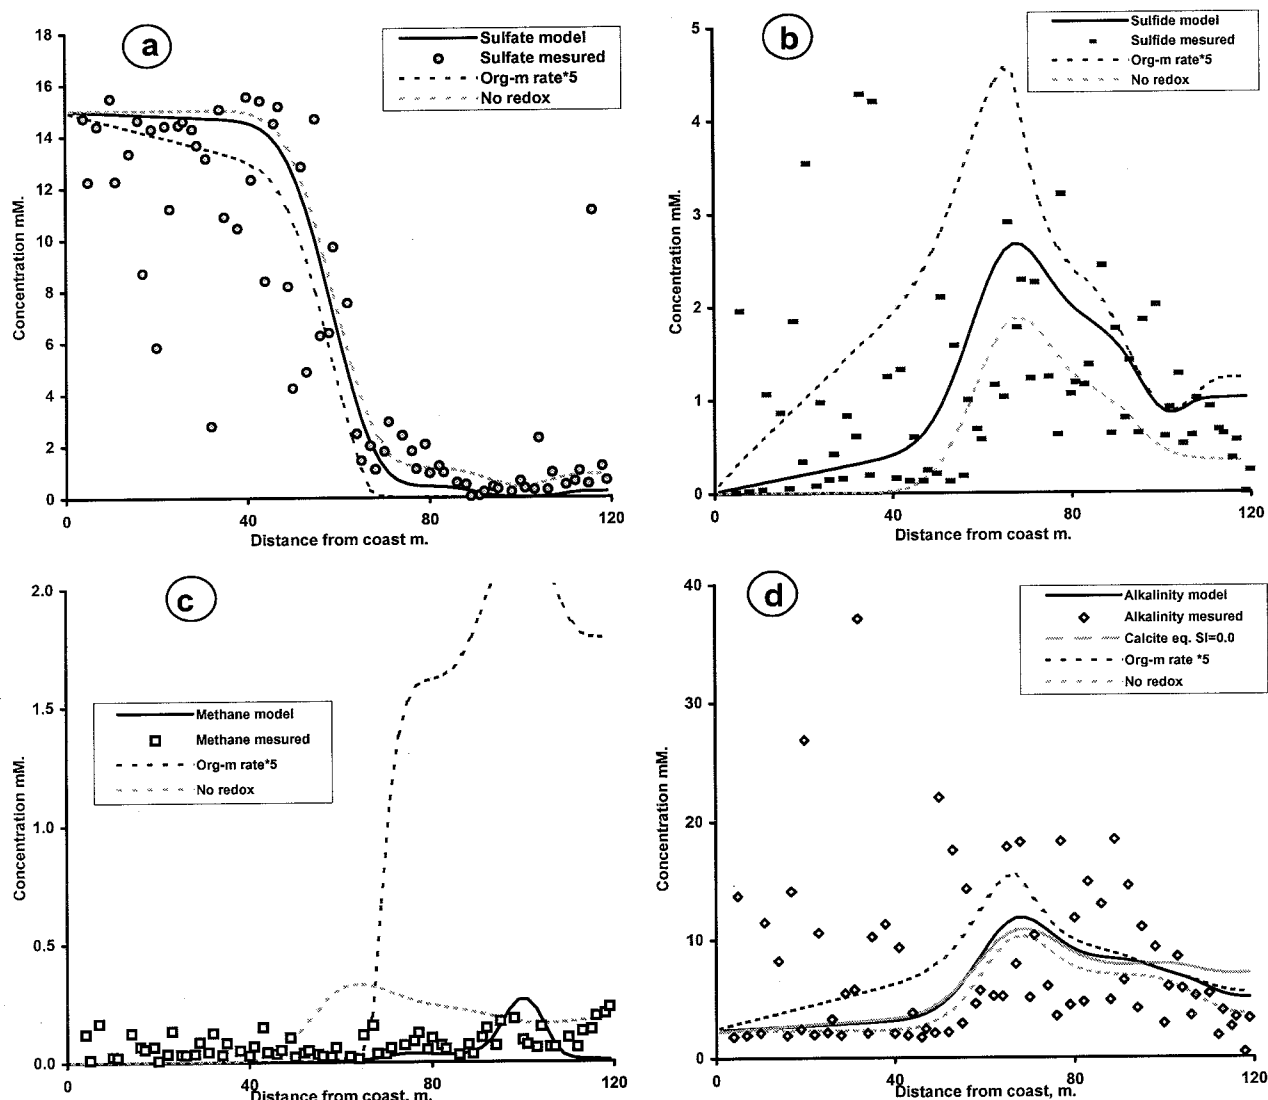 a
Sulfate model
Sulfate mesured
Org-m rate*5
No redox
18
16
14
12
10
8
6
4
2
0
Concentration mM.
0
40
80
120
Distance from coast m.
b
Sulfide model
Sulfide mesured
Org-m rate*5
No redox
5
4
3
2
1
0
Concentration mM.
0
40
80
120
Distance from coast m.
c
Methane model
Methane mesured
Org-m rate*5
No redox
2.0
1.5
1.0
0.5
0.0
Concentration mM.
0
40
80
120
Distance from coast, m.
d
Alkalinity model
Alkalinity mesured
Calcite eq. SI=0.0
Org-m rate *5
No redox
40
30
20
10
0
Concentration mM.
0
40
80
120
Distance from coast, m.